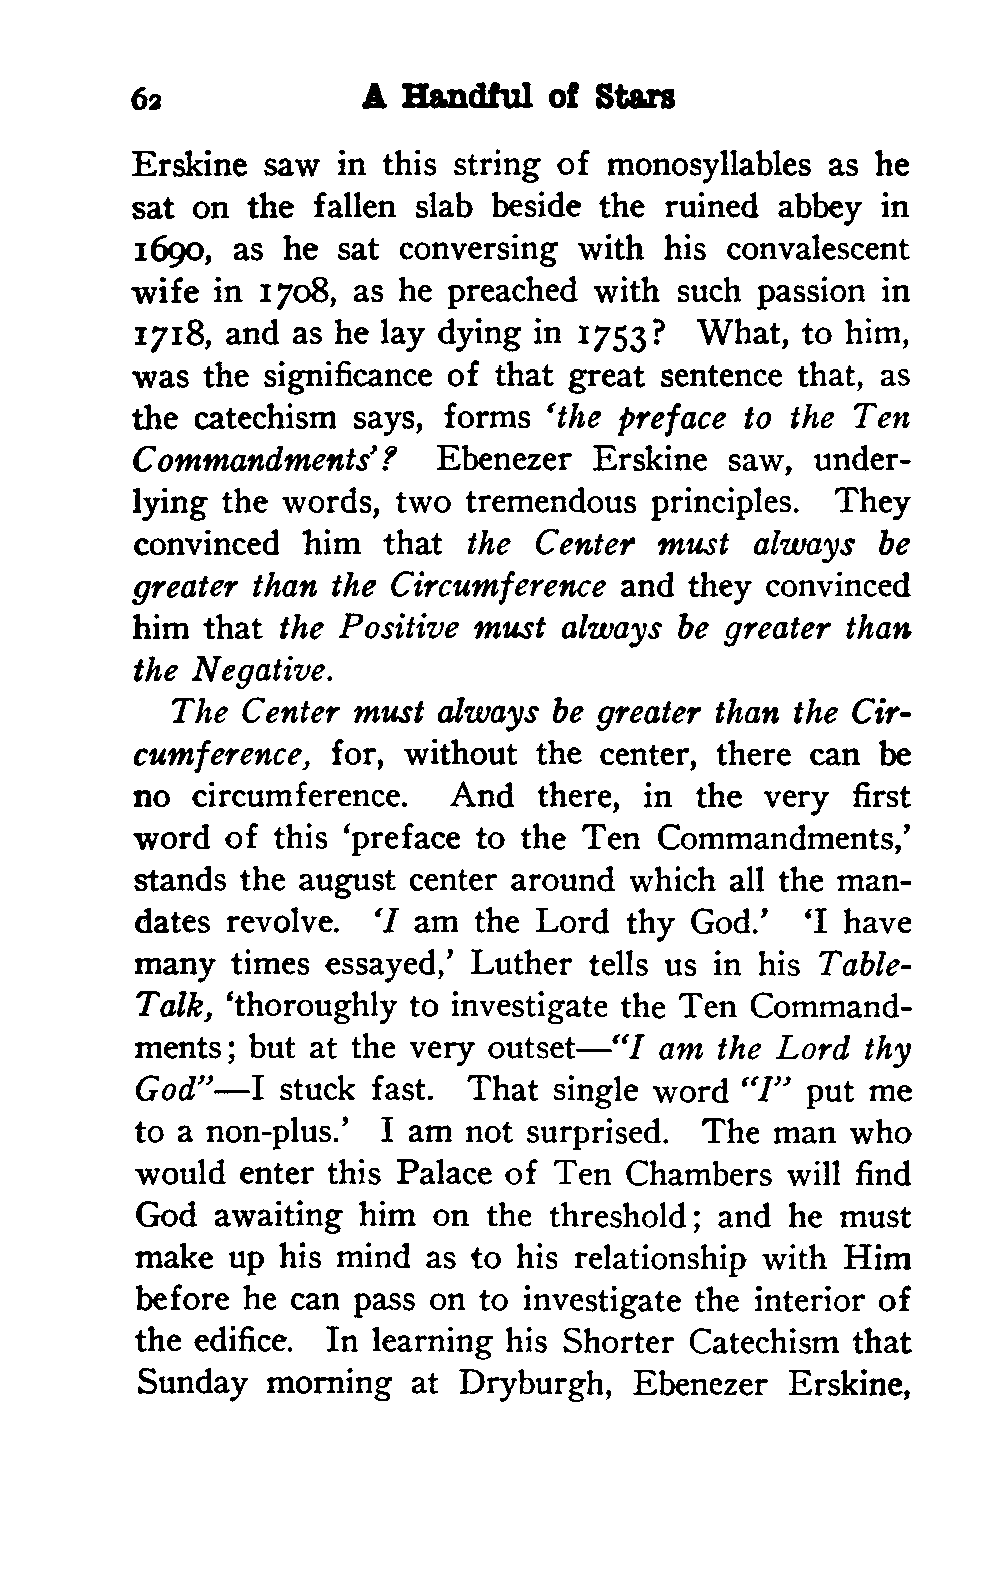 62 A Handful of Stars
Erskine saw in this string of monosyllables as he
sat on the fallen slab beside the ruined abbey in
1690, as he sat conversing with his convalescent
wife in 1708, as he preached with such passion in
1718, and as he lay dying in 1753? What, to him,
was the significance of that great sentence that, as
the catechism says, forms ‘the preface to the Ten
Commandments’? Ebenezer Erskine saw, under-
lying the words, two tremendous principles. They
convinced him that the Center must always be
greater than the Circumference and they convinced
him that the Positive must always be greater than
the Negative.
The Center must always be greater than the Cir-
cumference, for, without the center, there can be
no circumference. And there, in the very first
word of this ‘preface to the Ten Commandments,’
stands the august center around which all the man-
dates revolve. ‘I am the Lord thy God.’ ‘I have
many times essayed,’ Luther tells us in his Table-
Talk, ‘thoroughly to investigate the Ten Command-
ments; but at the very outset—“I am the Lord thy
God”—I stuck fast. That single word “I” put me
to a non-plus.’ I am not surprised. The man who
would enter this Palace of Ten Chambers will find
God awaiting him on the threshold; and he must
make up his mind as to his relationship with Him
before he can pass on to investigate the interior of
the edifice. In learning his Shorter Catechism that
Sunday morning at Dryburgh, Ebenezer Erskine,